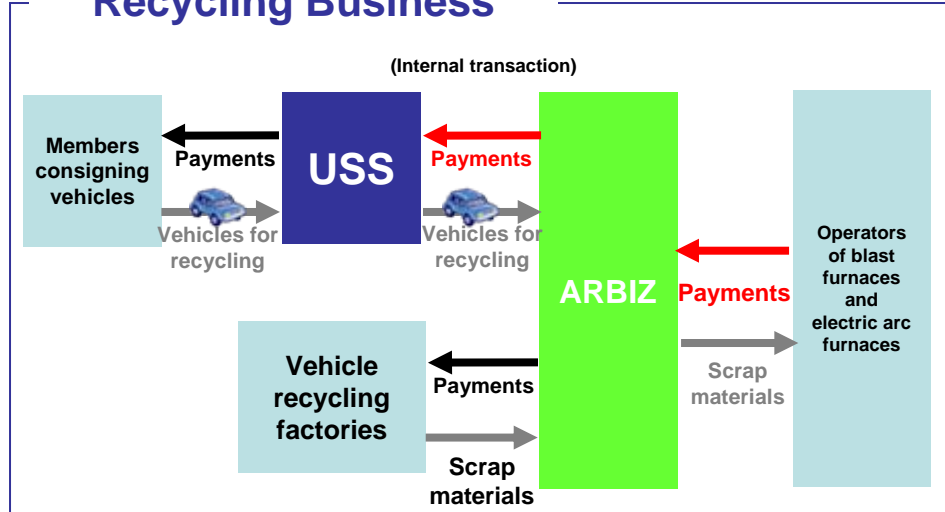 Recycling Business
(Internal transaction)
Members
consigning
vehicles
Payments
Vehicles for
recycling
USS
Payments
Vehicles for
recycling
ARBIZ
Payments
Scrap
materials
Operators
of blast
furnaces
and
electric arc
furnaces
Vehicle
recycling
factories
Payments
Scrap
materials